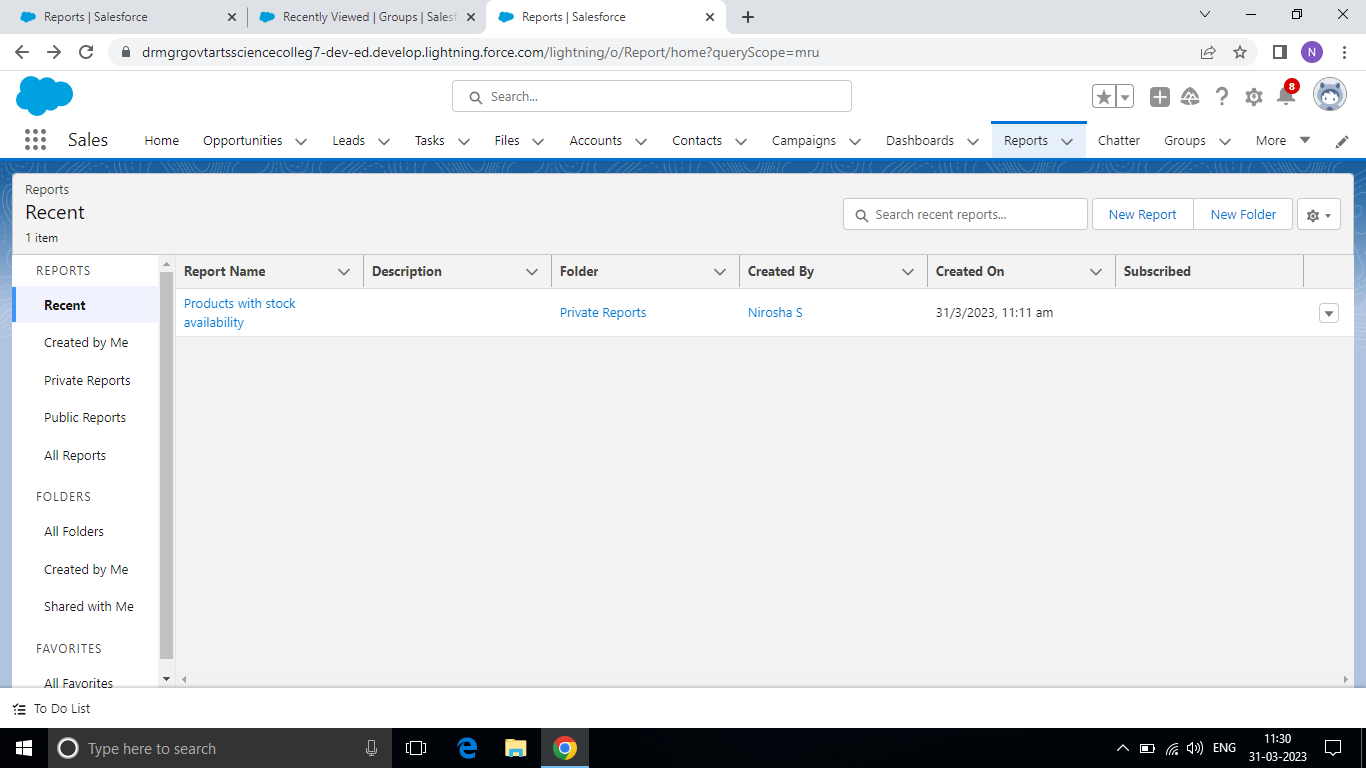 Reports | Salesforce
Recently Viewed | Groups | Salesf
Reports | Salesforce
drmgrgovtartssciencecolleg7-dev-ed.develop.lightning.force.com/lightning/o/Report/home?queryScope=mru
N
Search...
8
Sales
Home
Opportunities
Leads
Tasks
Files
Accounts
Contacts
Campaigns
Dashboards
Reports
Chatter
Groups
More
Reports
Recent
1 item
Search recent reports...
New Report
New Folder
REPORTS
Recent
Created by Me
Private Reports
Public Reports
All Reports
FOLDERS
All Folders
Created by Me
Shared with Me
FAVORITES
All Favorites
Report Name
Description
Folder
Created By
Created On
Subscribed
Products with stock
availability
Private Reports
Nirosha S
31/3/2023, 11:11 am
To Do List
Type here to search
ENG
11:30
31-03-2023